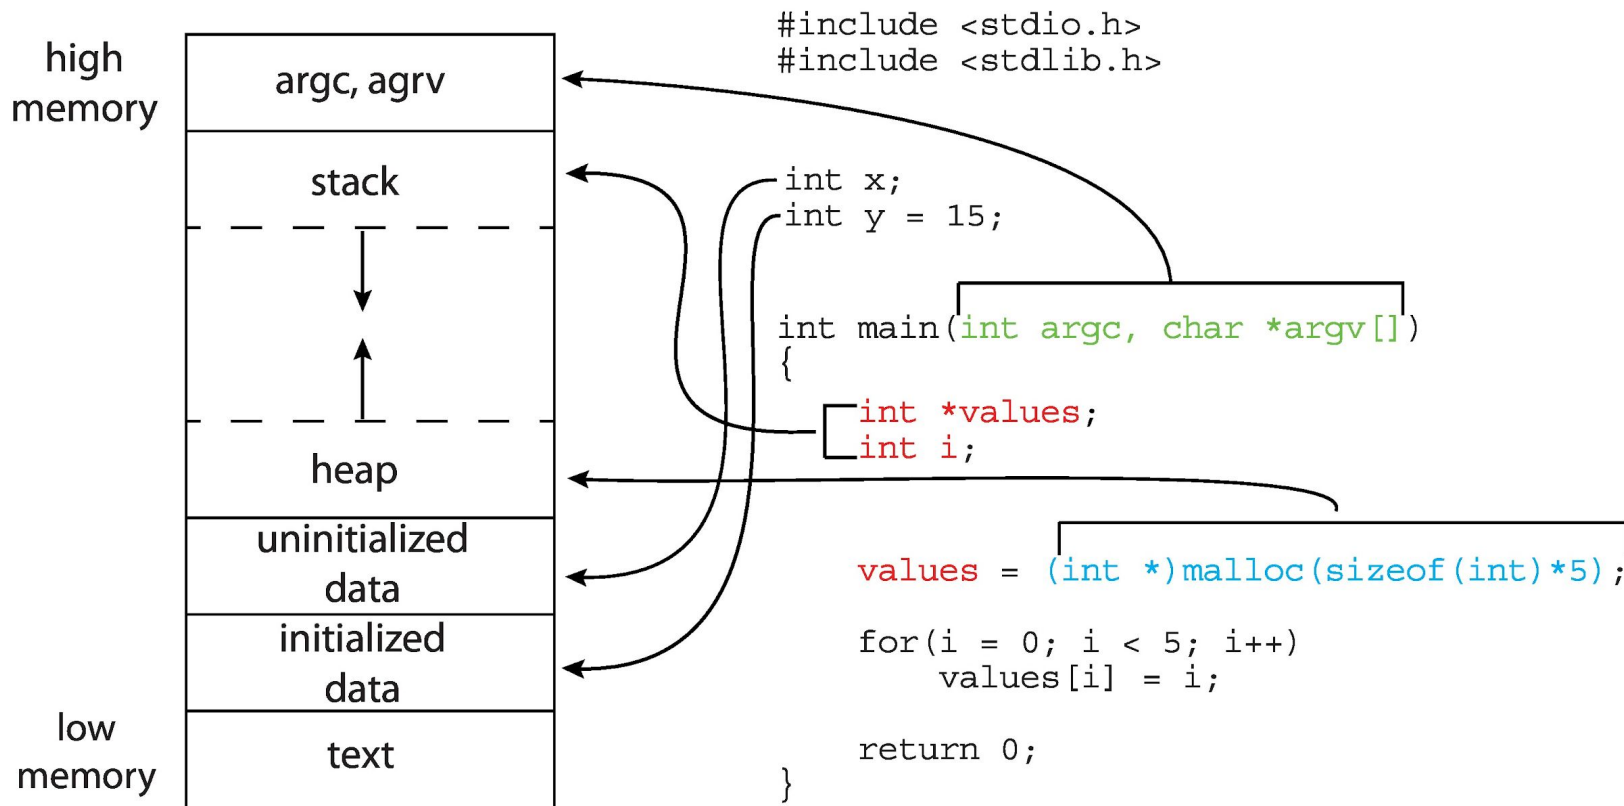 high
memory
argc, agrv
stack
heap
uninitialized
data
initialized
data
low
memory
text
#include <stdio.h>
#include <stdlib.h>
int x;
int y = 15;
int main(int argc, char *argv[])
{
int *values;
int i;
values = (int *)malloc(sizeof(int)*5);
for(i = 0; i < 5; i++)
values[i] = i;
return 0;
}